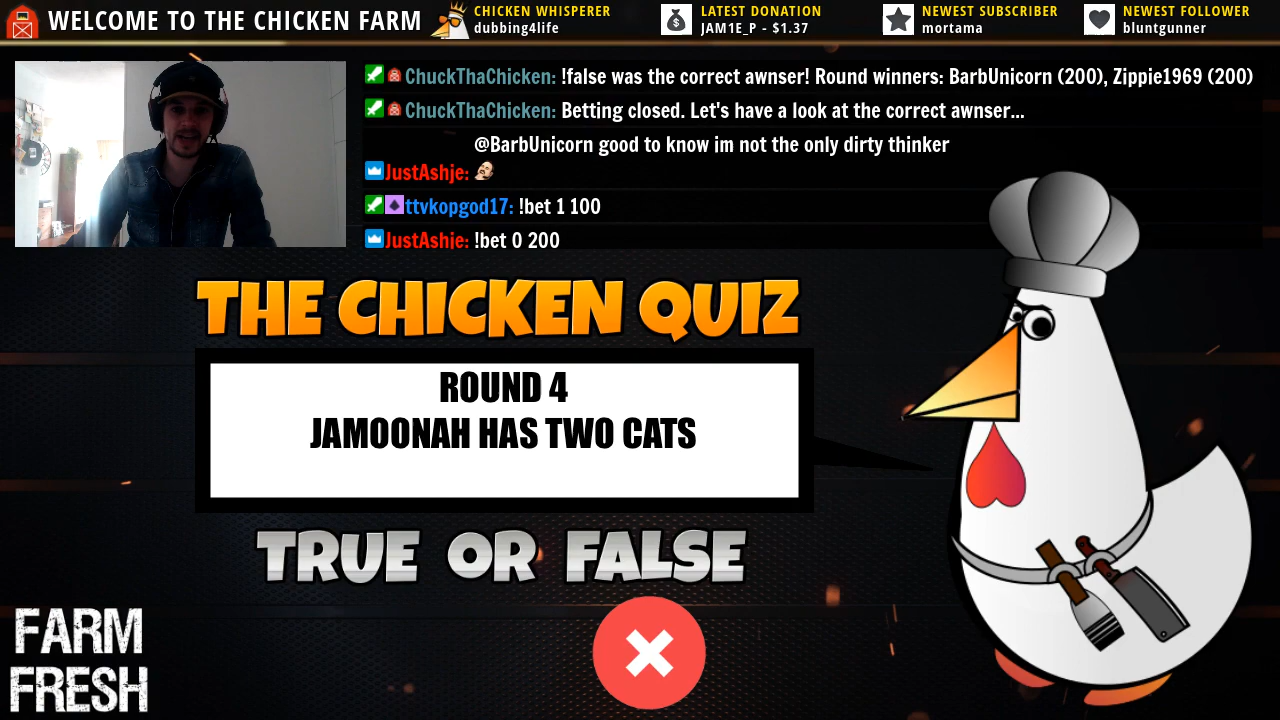 WELCOME TO THE CHICKEN FARM
CHICKEN WHISPERER
dubbing4life
LATEST DONATION
JAM1E_P - $1.37
NEWEST SUBSCRIBER
mortama
NEWEST FOLLOWER
bluntgunner
ChuckThaChicken: !false was the correct awnser! Round winners: BarbUnicorn (200), Zippie1969 (200)
ChuckThaChicken: Betting closed. Let's have a look at the correct awnser...
@BarbUnicorn good to know im not the only dirty thinker
JustAshje:
ttvkopgod17: !bet 1 100
JustAshje: !bet 0 200
THE CHICKEN QUIZ
ROUND 4
JAMOONAH HAS TWO CATS
TRUE OR FALSE
FARM
FRESH